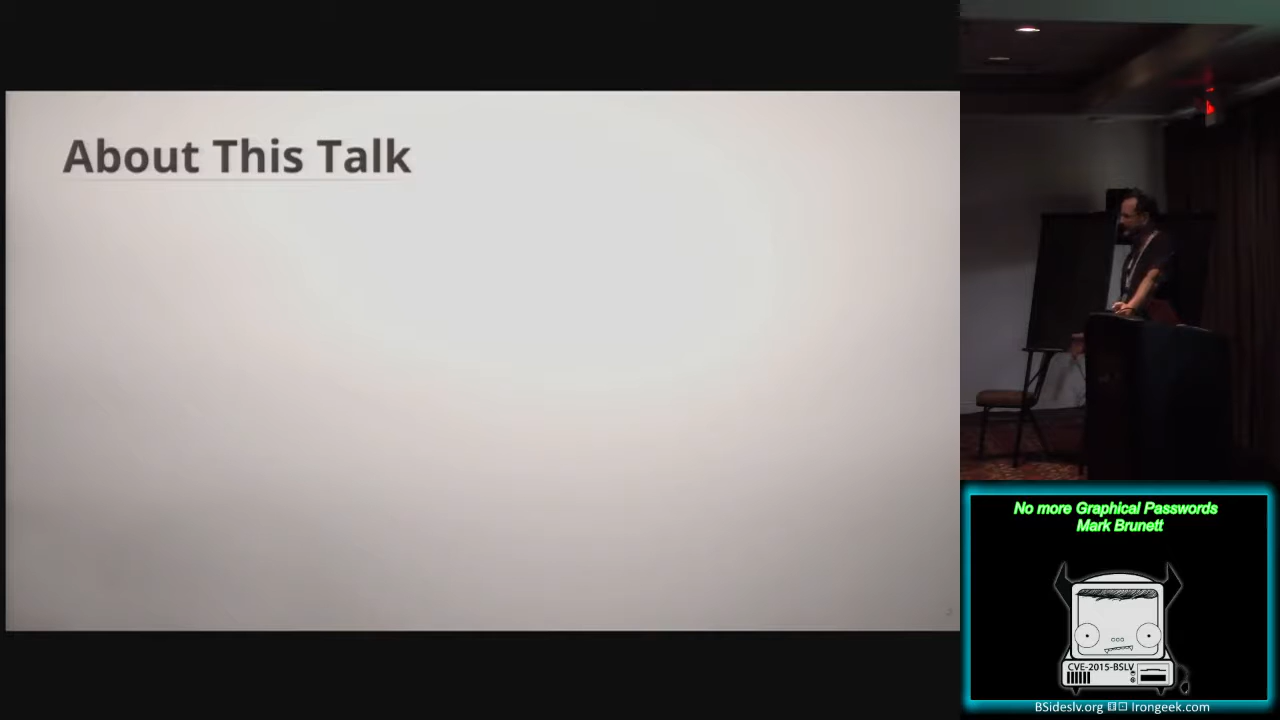 About This Talk
No more Graphical Passwords
Mark Brunett
CVE-2015-BSLV
BSideslv.org
Irongeek.com